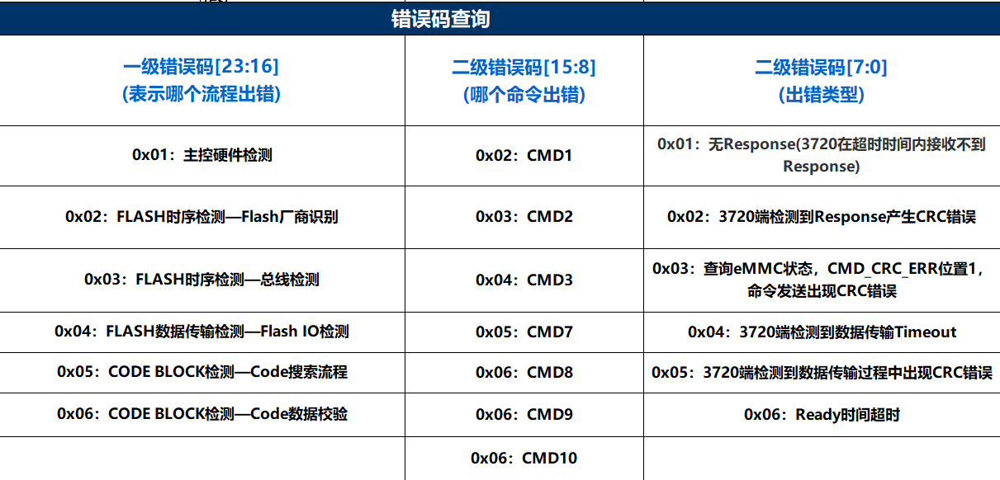 错误码查询
一级错误码[23:16]
(表示哪个流程出错)
二级错误码[15:8]
(哪个命令出错)
二级错误码[7:0]
(出错类型)
0x01：主控硬件检测
0x02：CMD1
0x01：无Response(3720在超时时间内接收不到
Response)
0x02：FLASH时序检测—Flash厂商识别
0x03：CMD2
0x02：3720端检测到Response产生CRC错误
0x03：FLASH时序检测—总线检测
0x04：CMD3
0x03：查询eMMC状态，CMD_CRC_ERR位置1，
命令发送出现CRC错误
0x04：FLASH数据传输检测—Flash IO检测
0x05：CMD7
0x04：3720端检测到数据传输Timeout
0x05：CODE BLOCK检测—Code搜索流程
0x06：CMD8
0x05：3720端检测到数据传输过程中出现CRC错误
0x06：CODE BLOCK检测—Code数据校验
0x06：CMD9
0x06：Ready时间超时
0x06：CMD10